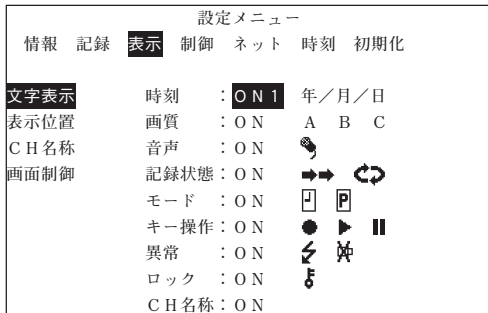 設定メニュー
情報 記録 表示 制御 ネット 時刻 初期化
文字表示 時刻 :ON1 年/月/日
表示位置 画質 :ON A B C
CH名称 音声 :ON
画面制御 記録状態:ON
モード :ON P
キー操作:ON
異常 :ON
ロック :ON
CH名称:ON